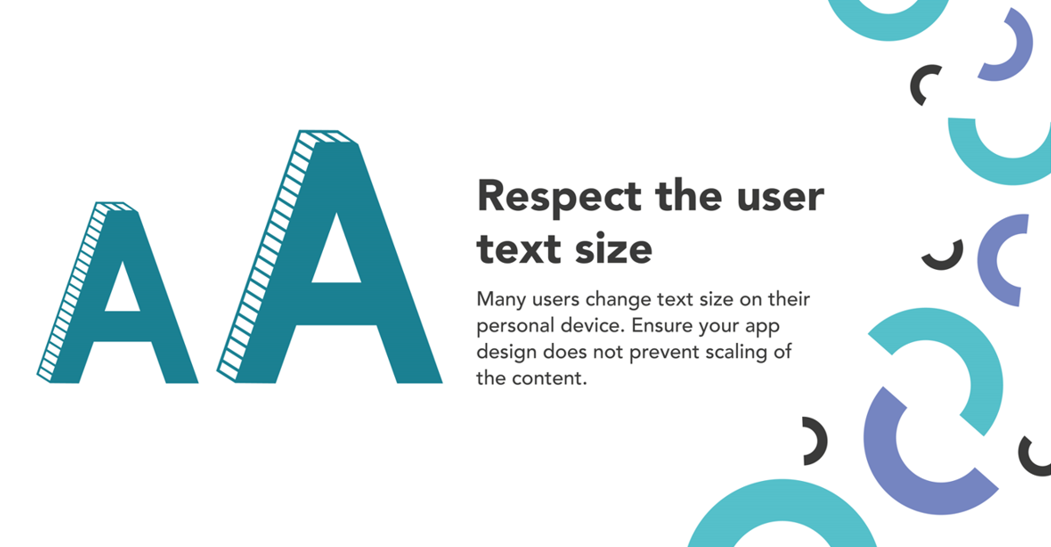 A A
Respect the user
text size
Many users change text size on their
personal device. Ensure your app
design does not prevent scaling of
the content.